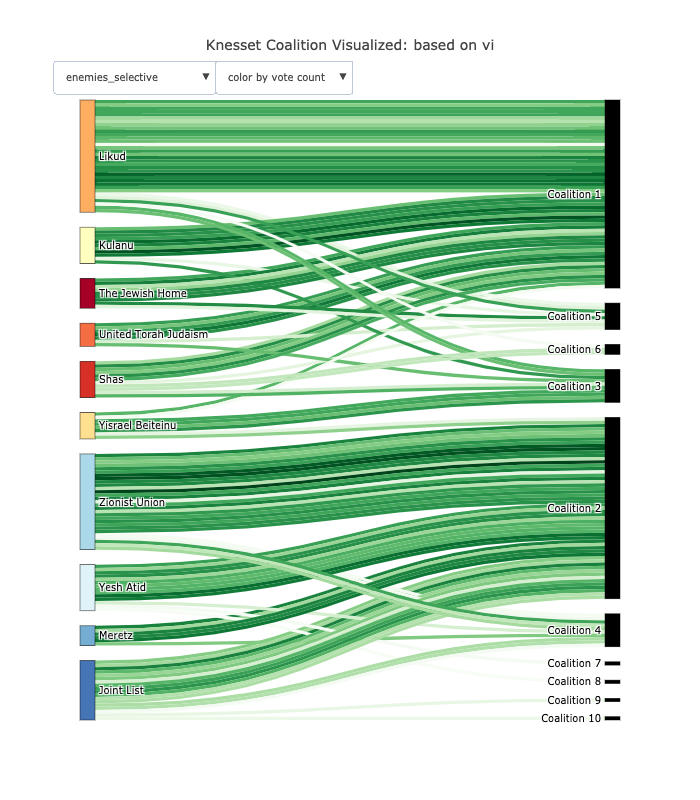 Knesset Coalition Visualized: based on vi
enemies_selective ▼
color by vote count ▼
Likud
Kulanu
The Jewish Home
United Torah Judaism
Shas
Yisrael Beiteinu
Zionist Union
Yesh Atid
Meretz
Joint List
Coalition 1
Coalition 5
Coalition 6
Coalition 3
Coalition 2
Coalition 4
Coalition 7
Coalition 8
Coalition 9
Coalition 10